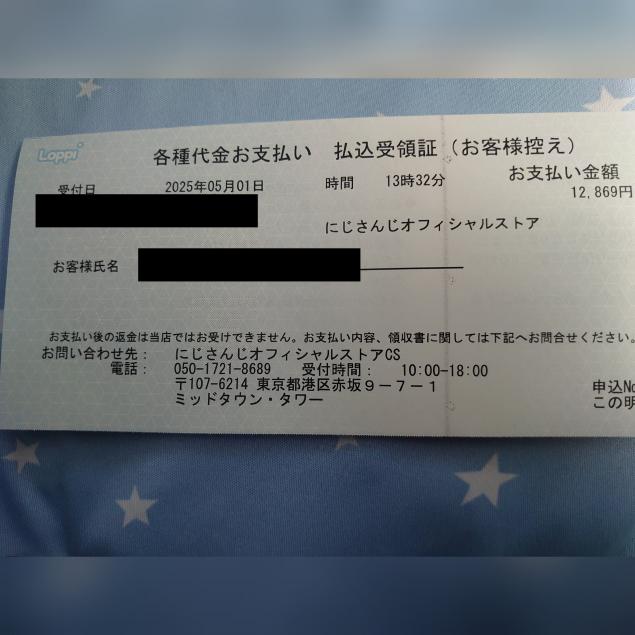 Loppi
各種代金お支払い 払込受領証（お客様控え）
受付日 2025年05月01日 時間 13時32分 お支払い金額
12,869円
にじさんじオフィシャルストア
お客様氏名
お支払い後の返金は当店ではお受けできません。お支払い内容、領収書に関しては下記へお問合せください。
お問い合わせ先： にじさんじオフィシャルストアCS
電話： 050-1721-8689 受付時間： 10:00-18:00
〒107-6214 東京都港区赤坂９－７－１
ミッドタウン・タワー
申込No
この明